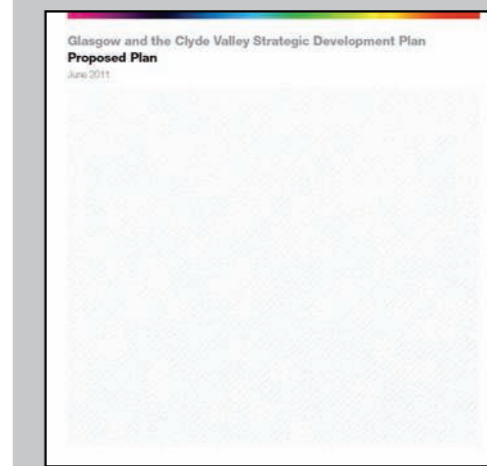 Glasgow and the Clyde Valley Strategic Development Plan
Proposed Plan
June 2011